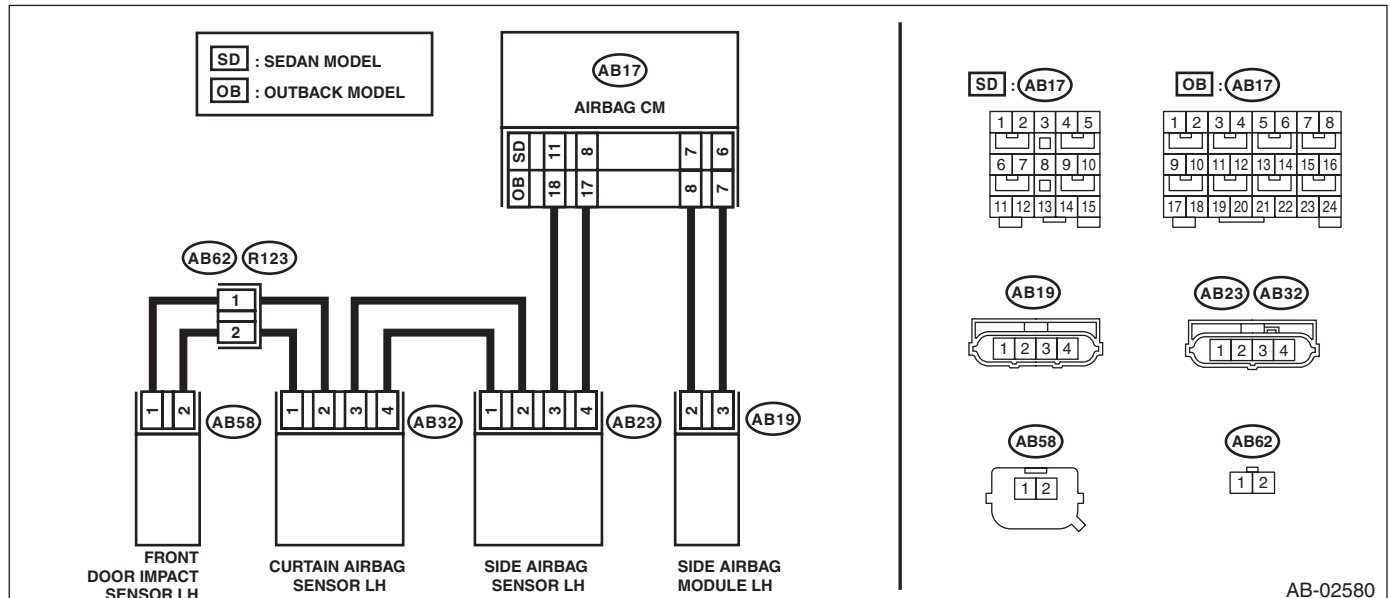 SD : SEDAN MODEL
OB : OUTBACK MODEL
AB17
AIRBAG CM
SD 11 8 7 6
OB 18 17 8 7
AB62 R123
1
2
1 2 AB58
1 2 3 4 AB32
1 2 3 4 AB23
2 3 AB19
FRONT
DOOR IMPACT
SENSOR LH
CURTAIN AIRBAG
SENSOR LH
SIDE AIRBAG
SENSOR LH
SIDE AIRBAG
MODULE LH
SD : AB17
1 2 3 4 5
6 7 8 9 10
11 12 13 14 15
OB : AB17
1 2 3 4 5 6 7 8
9 10 11 12 13 14 15 16
17 18 19 20 21 22 23 24
AB19
1 2 3 4
AB23 AB32
1 2 3 4
AB58
1 2
AB62
1 2
AB-02580